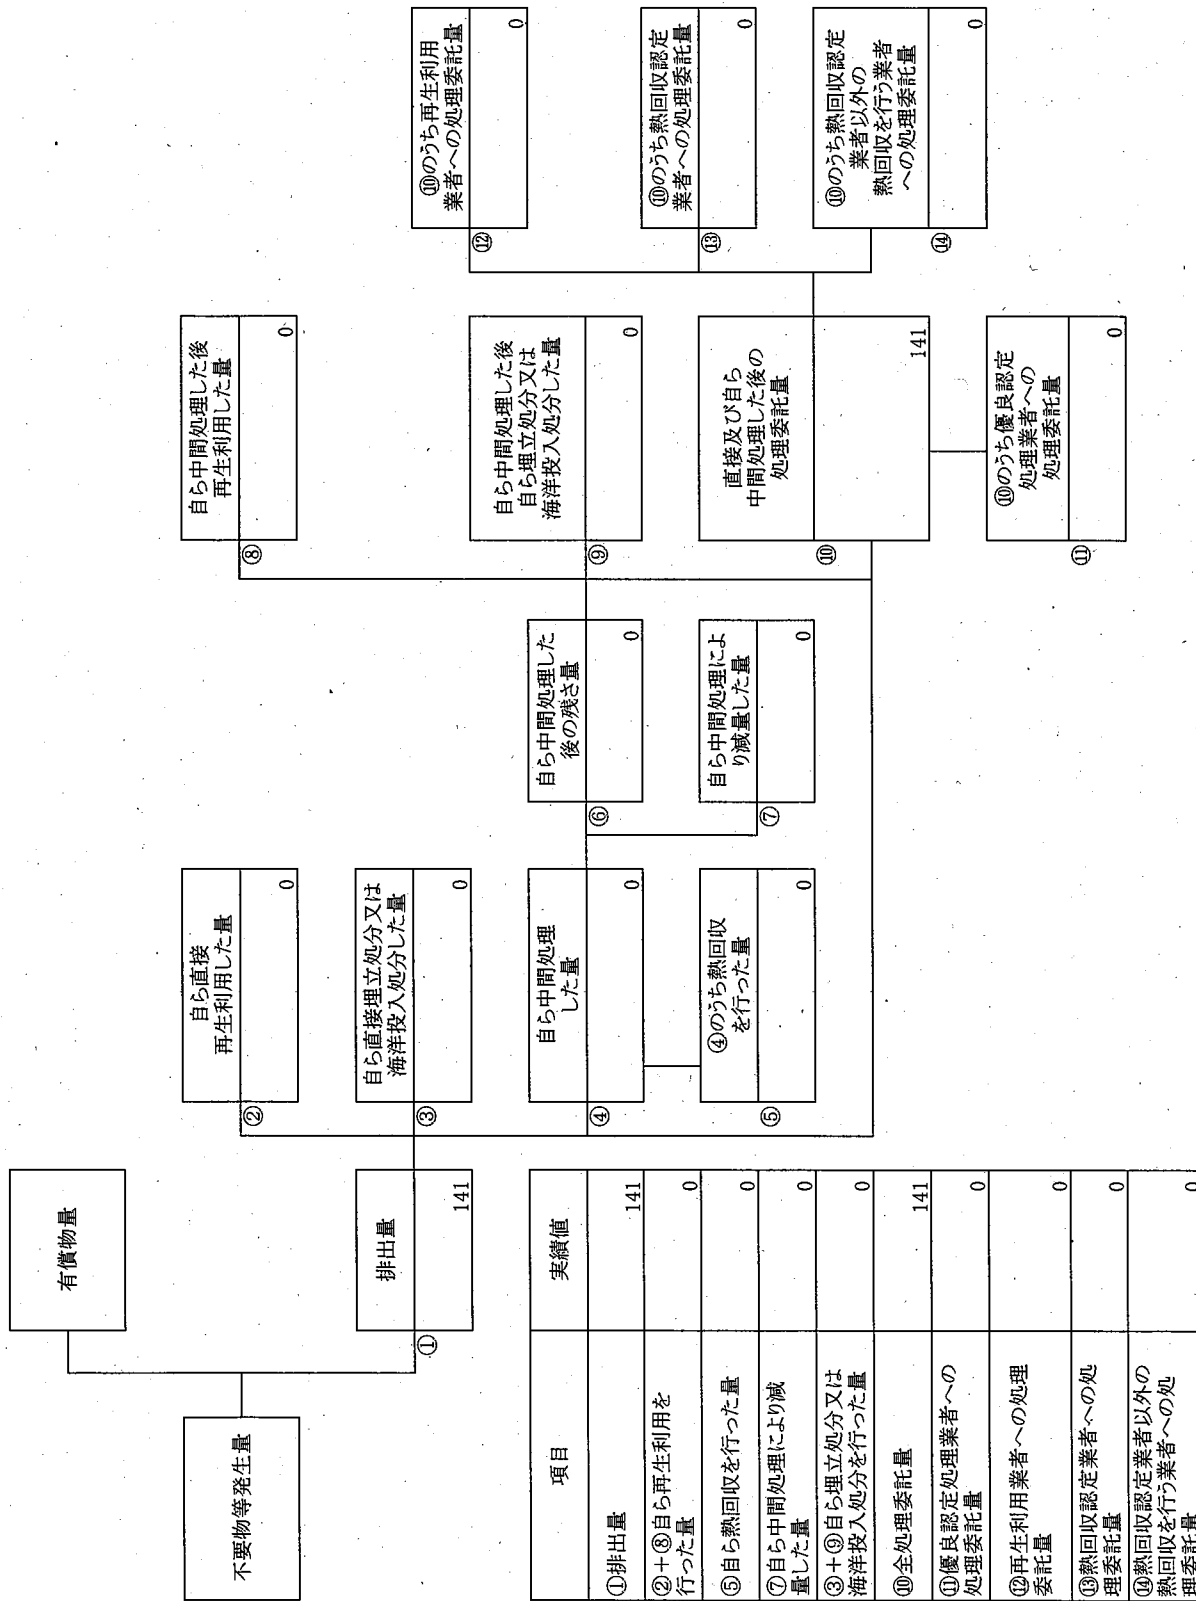 有償物量
不要物等発生量
排出量
①
141
自ら直接
再生利用した量
②
0
自ら直接埋立処分又は
海洋投入処分した量
③
0
自ら中間処理
した量
④
0
④のうち熱回収
を行った量
⑤
0
自ら中間処理した
後の残さ量
⑥
0
自ら中間処理によ
り減量した量
⑦
0
自ら中間処理した後
再生利用した量
⑧
0
自ら中間処理した後
自ら埋立処分又は
海洋投入処分した量
⑨
0
直接及び自ら
中間処理した後の
処理委託量
⑩
141
⑩のうち優良認定
処理業者への
処理委託量
⑪
0
⑩のうち再生利用
業者への処理委託量
⑫
0
⑩のうち熱回収認定
業者への処理委託量
⑬
0
⑩のうち熱回収認定
業者以外の
熱回収を行う業者
への処理委託量
⑭
0
項目 実績値
①排出量 141
②+⑧自ら再生利用を
行った量 0
⑤自ら熱回収を行った量 0
⑦自ら中間処理により減
量した量 0
③+⑨自ら埋立処分又は
海洋投入処分を行った量 0
⑩全処理委託量 141
⑪優良認定処理業者への
処理委託量 0
⑫再生利用業者への処理
委託量 0
⑬熱回収認定業者への処
理委託量 0
⑭熱回収認定業者以外の
熱回収を行う業者への処
理委託量 0